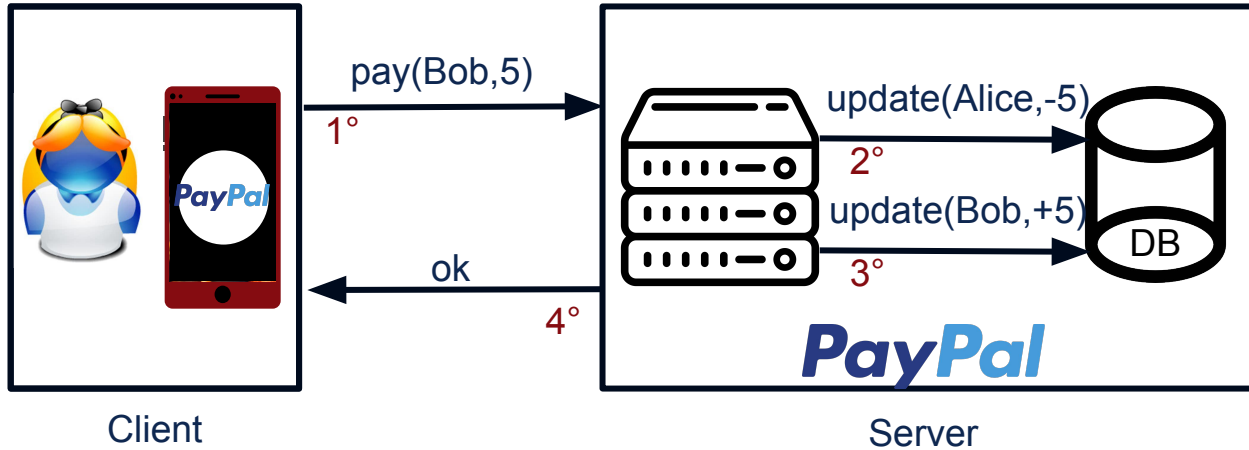 pay(Bob,5)
1°
PayPal
ok
4°
update(Alice,-5)
2°
update(Bob,+5)
3°
DB
PayPal
Client
Server